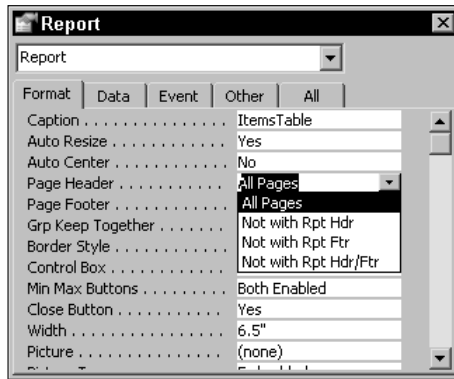 Report
Report
Format Data Event Other All
Caption . . . . . . . . . . . . . . . ItemsTable
Auto Resize . . . . . . . . . . . . Yes
Auto Center . . . . . . . . . . . . No
Page Header . . . . . . . . . . . All Pages
Page Footer . . . . . . . . . . . All Pages
Grp Keep Together . . . . . . . Not with Rpt Hdr
Border Style . . . . . . . . . . . Not with Rpt Ftr
Control Box . . . . . . . . . . . . Not with Rpt Hdr/Ftr
Min Max Buttons . . . . . . . . . Both Enabled
Close Button . . . . . . . . . . . Yes
Width . . . . . . . . . . . . . . . . 6.5"
Picture . . . . . . . . . . . . . . . (none)